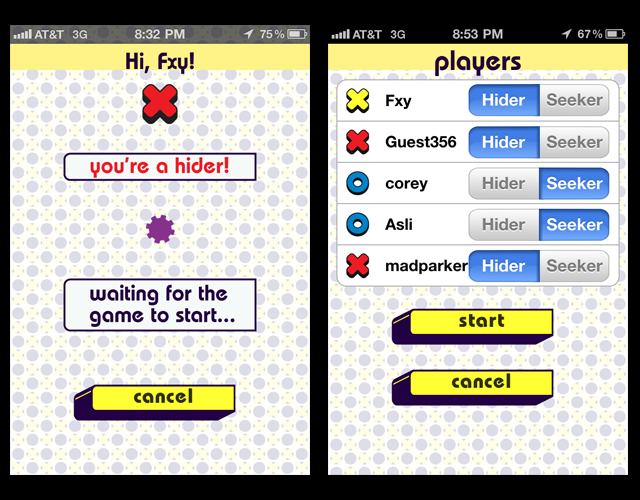 AT&T 3G 8:32 PM 75%
Hi, Fxy!
you're a hider!
waiting for the
game to start...
cancel
AT&T 3G 8:53 PM 67%
players
Fxy Hider Seeker
Guest356 Hider Seeker
corey Hider Seeker
Asli Hider Seeker
madparker Hider Seeker
start
cancel